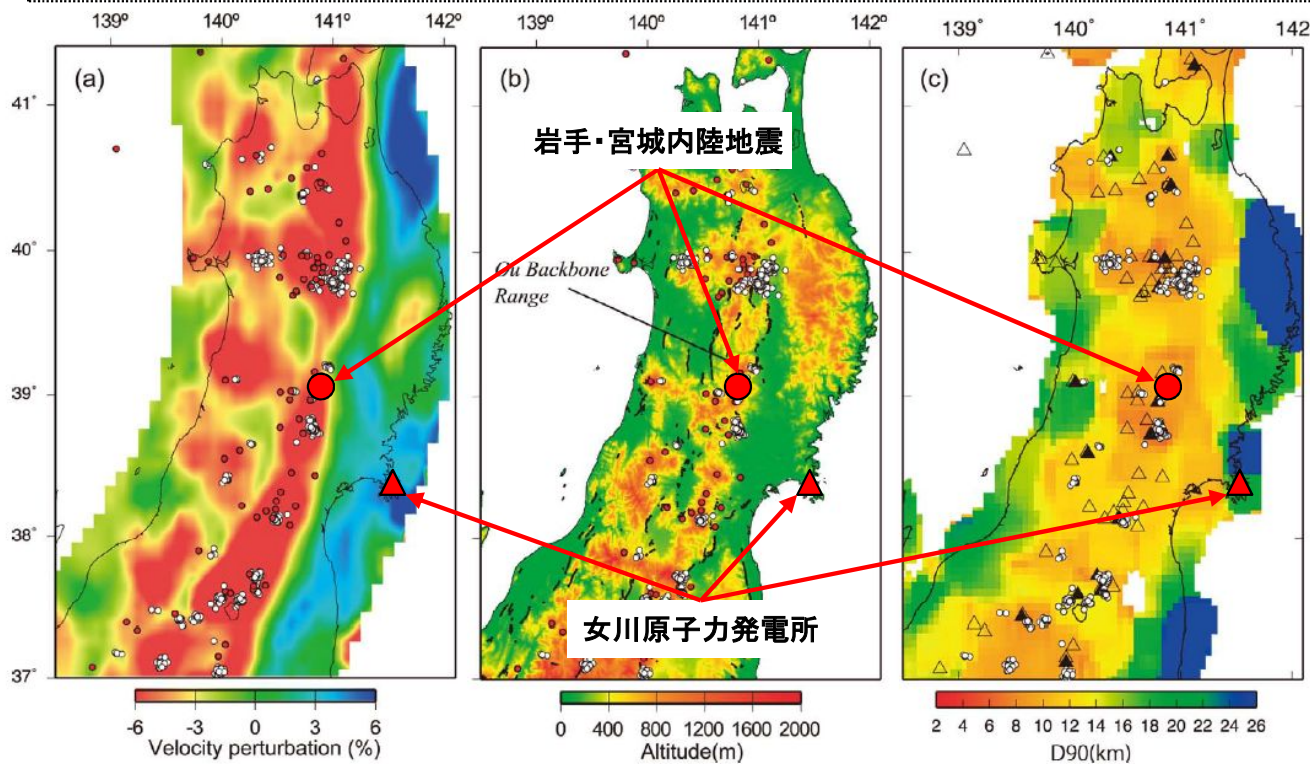 139° 140° 141° 142° 139° 140° 141° 142° 139° 140° 141° 142°
(a) (b) (c)
41°
岩手・宮城内陸地震
40°
Ou Backbone
Range
39°
38°
女川原子力発電所
37°
-6 -3 0 3 6
Velocity perturbation (%)
0 400 800 1200 1600 2000
Altitude(m)
2 4 6 8 10 12 14 16 18 20 22 24 26
D90(km)